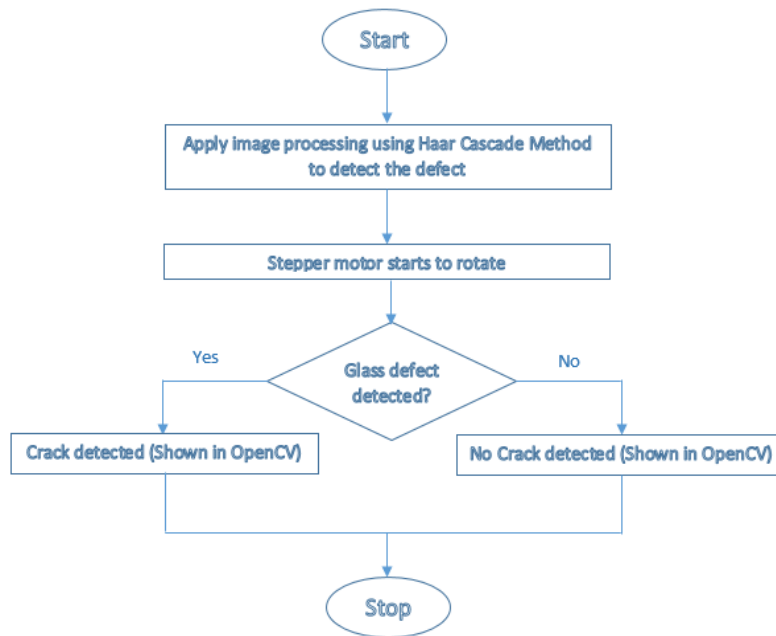 Start
Apply image processing using Haar Cascade Method
to detect the defect
Stepper motor starts to rotate
Yes
Glass defect
detected?
No
Crack detected (Shown in OpenCV)
No Crack detected (Shown in OpenCV)
Stop